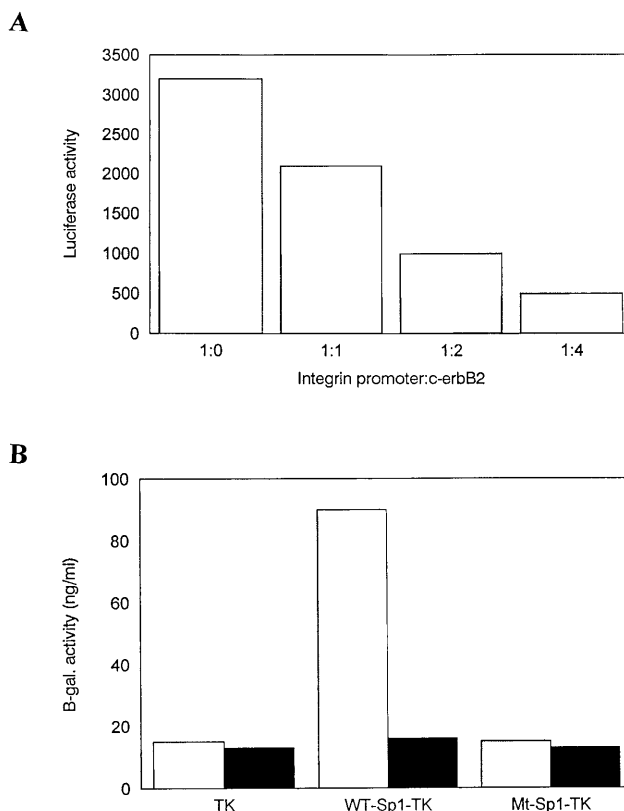 A
3500
3000
2500
2000
1500
1000
500
0
Luciferase activity
1:0 1:1 1:2 1:4
Integrin promoter:c-erbB2
B
100
80
60
40
20
0
B-gal. activity (ng/ml)
TK WT-Sp1-TK Mt-Sp1-TK